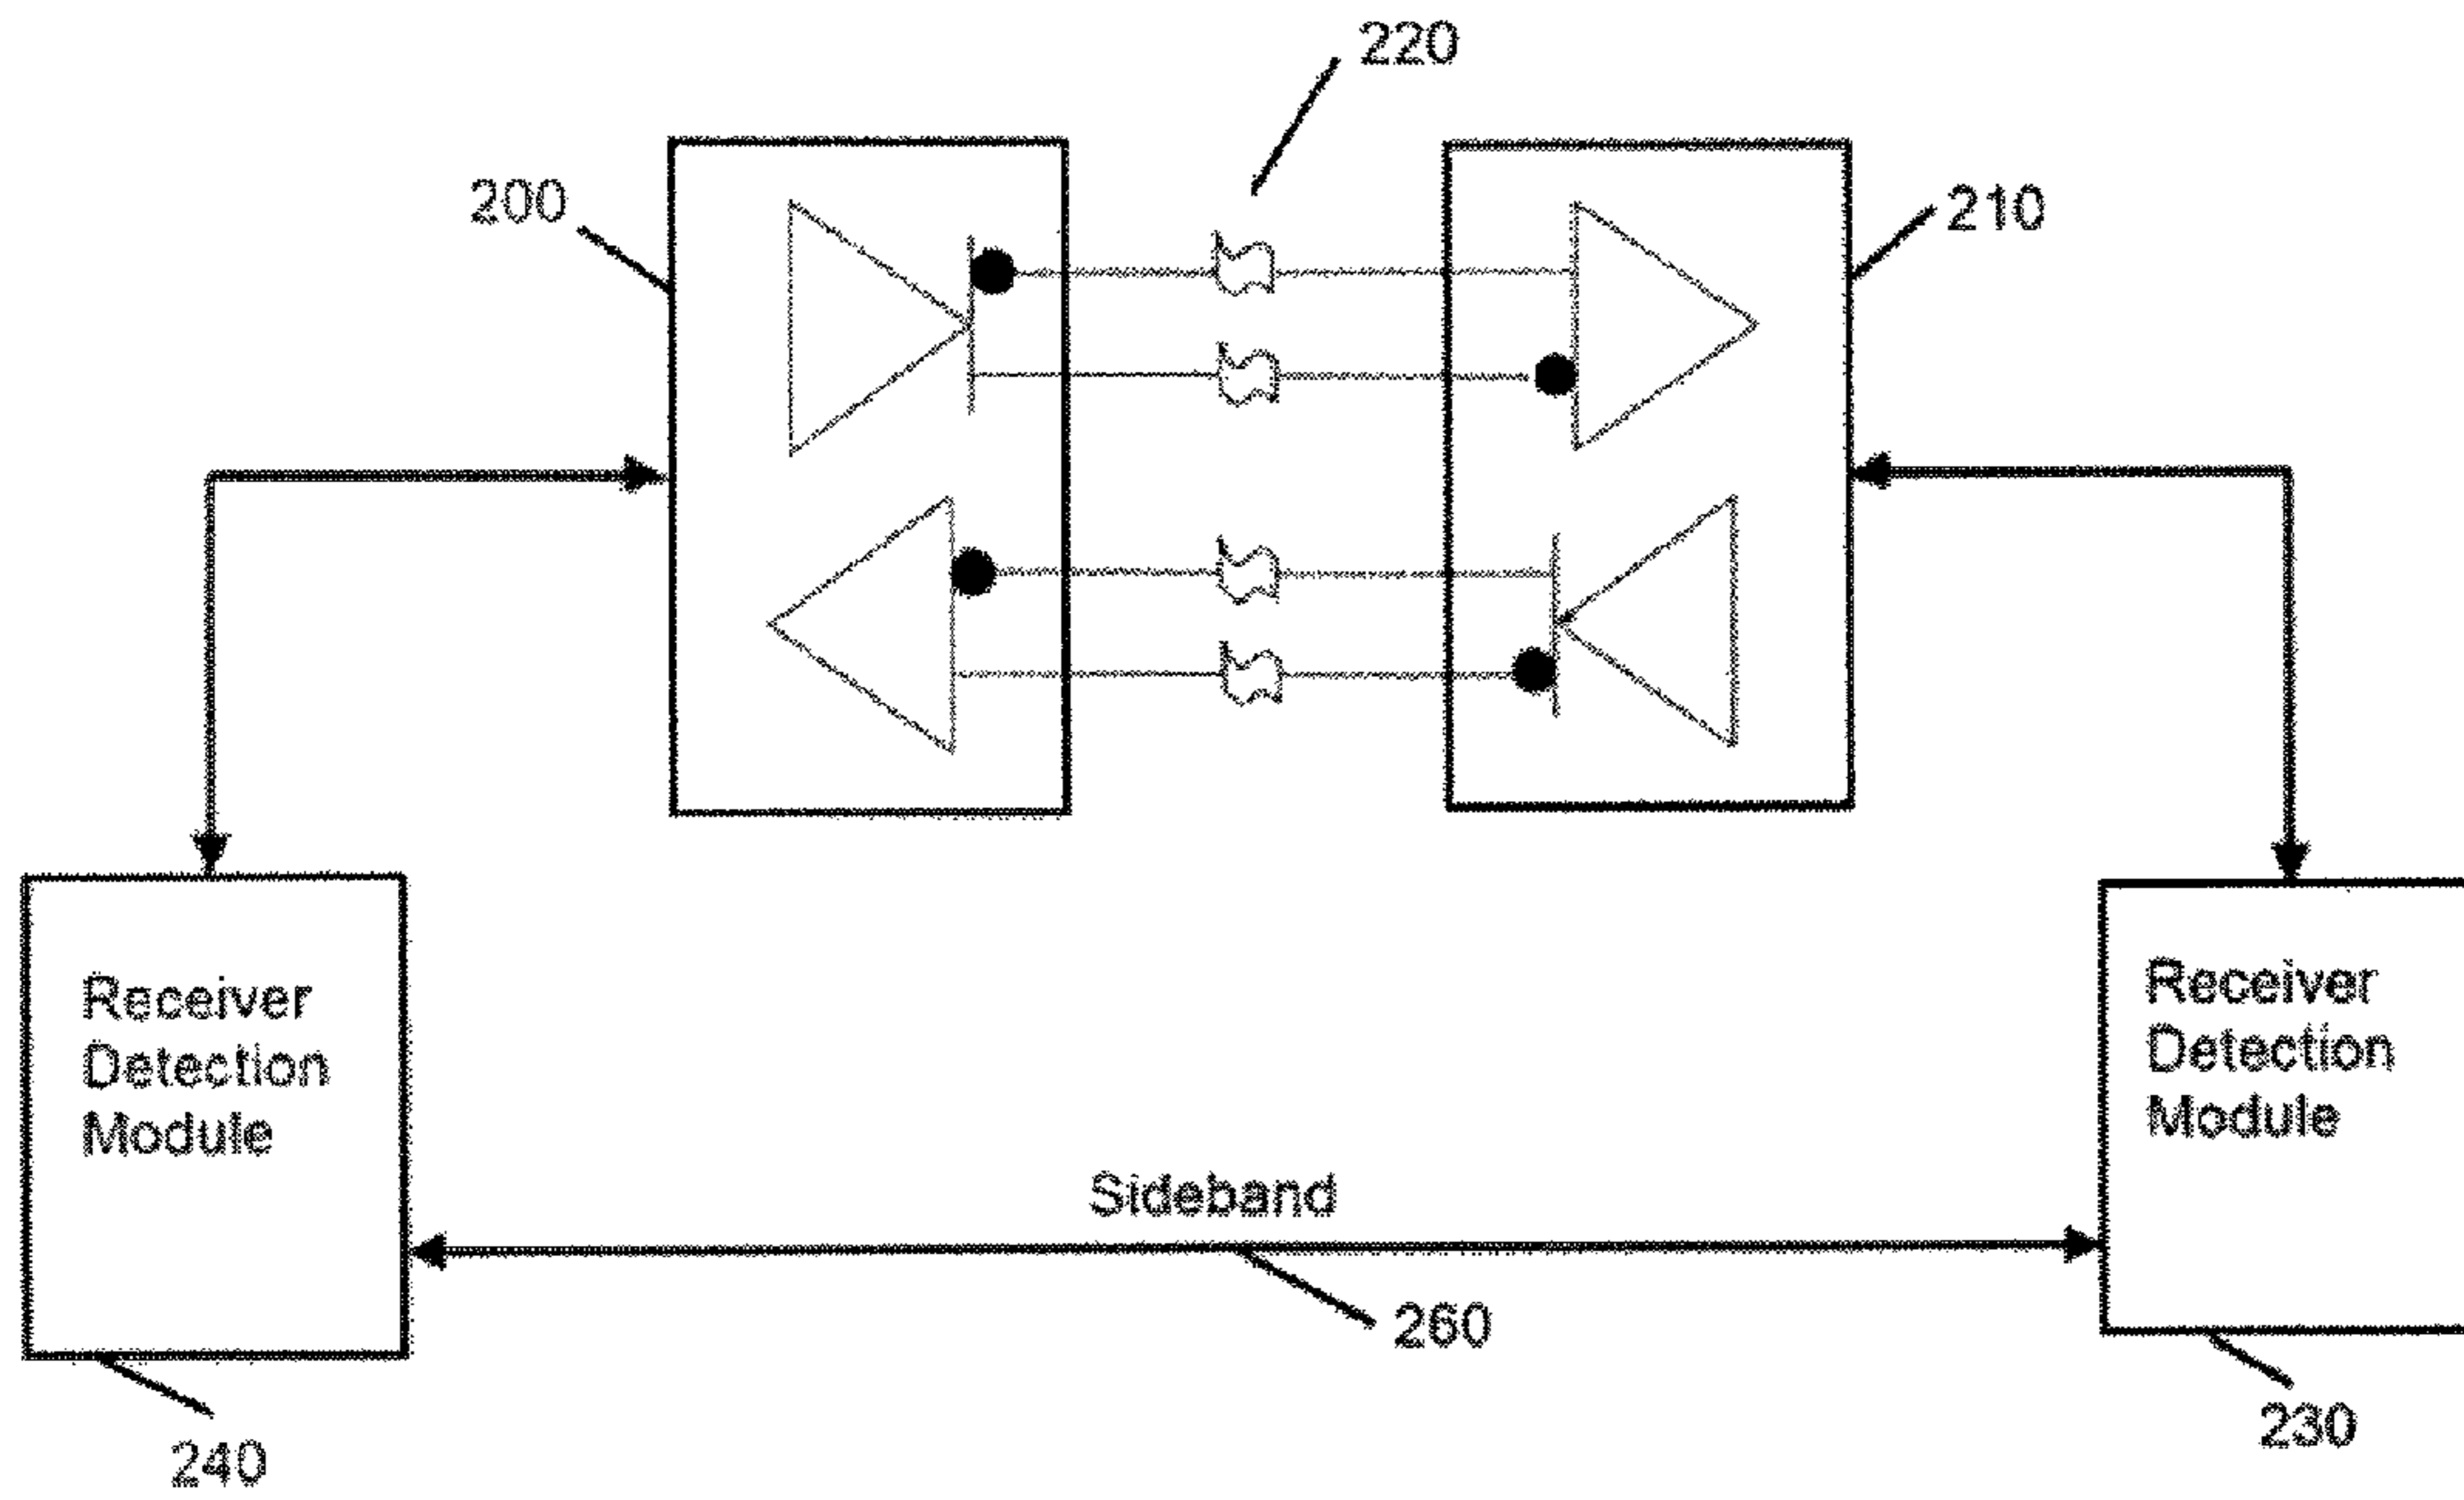 220
200
210
Receiver
Detection
Module
Receiver
Detection
Module
Sideband
260
240
230